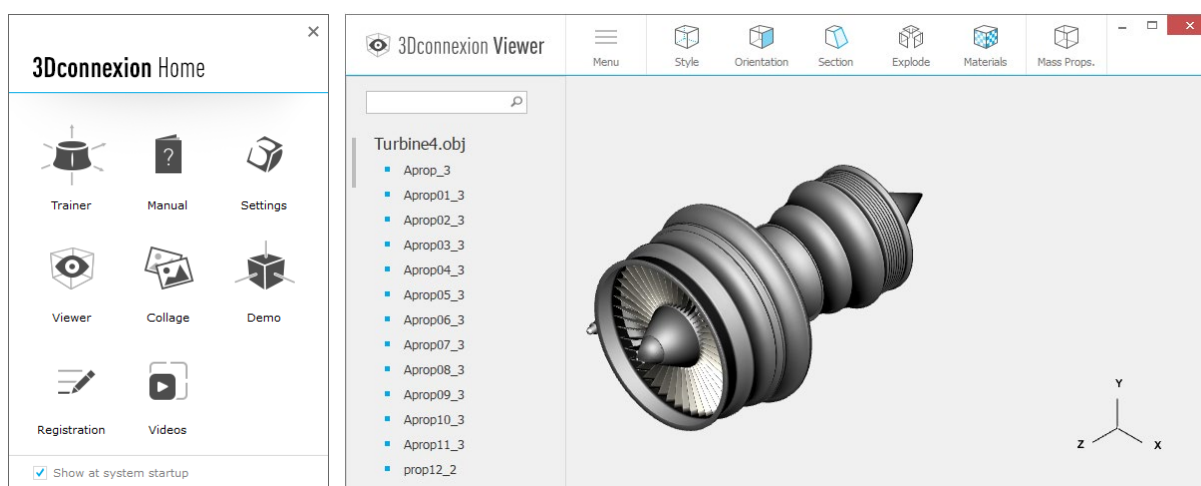 3Dconnexion Home
Trainer
Manual
Settings
Viewer
Collage
Demo
Registration
Videos
Show at system startup
3Dconnexion Viewer
Menu
Style
Orientation
Section
Explode
Materials
Mass Props.
Turbine4.obj
Aprop_3
Aprop01_3
Aprop02_3
Aprop03_3
Aprop04_3
Aprop05_3
Aprop06_3
Aprop07_3
Aprop08_3
Aprop09_3
Aprop10_3
Aprop11_3
prop12_2
Y
Z
X